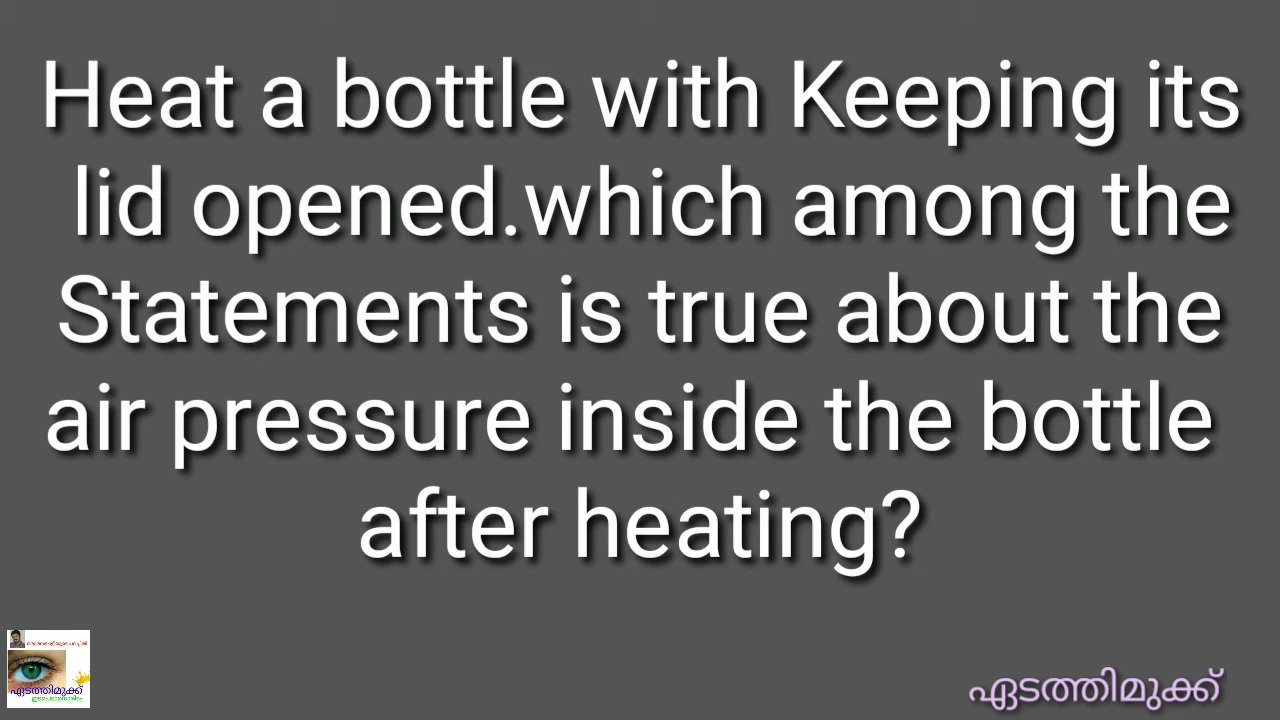 Heat a bottle with Keeping its
lid opened.which among the
Statements is true about the
air pressure inside the bottle
after heating?
ഏടത്തിമുക്ക്
ഏടത്തിമുക്ക്